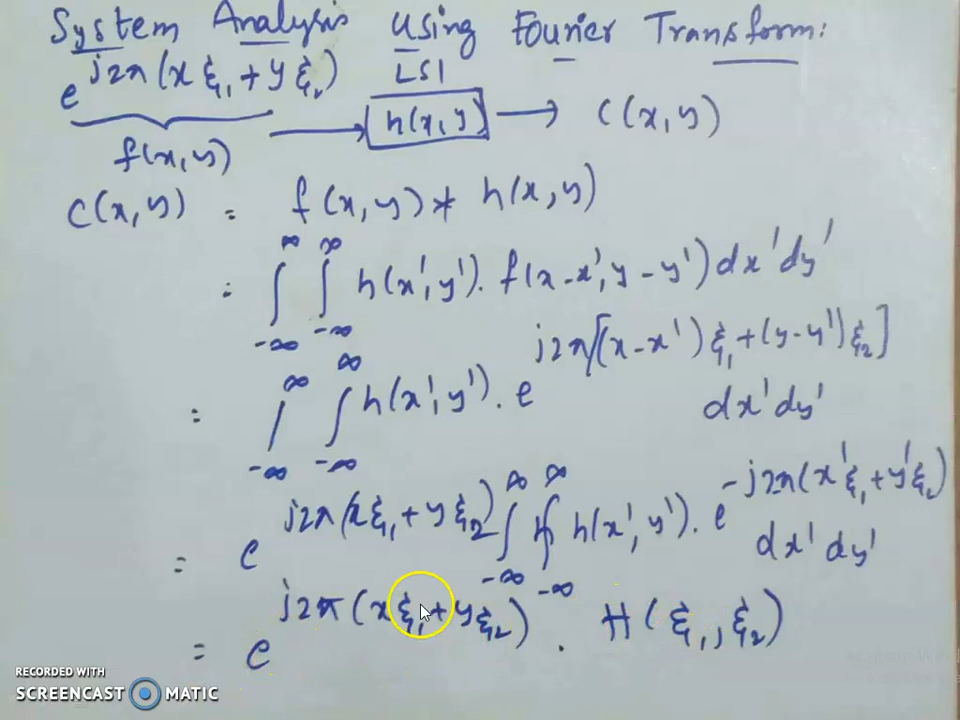 System Analysis Using Fourier Transform:
e^{j2π(xξ₁+yξ₂)} LSI
f(x,y) → h(x,y) → C(x,y)
C(x,y) = f(x,y) * h(x,y)
= ∫_{-∞}^{∞} ∫_{-∞}^{∞} h(x',y'). f(x-x',y-y') dx'dy'
= ∫_{-∞}^{∞} ∫_{-∞}^{∞} h(x',y'). e^{j2π[(x-x')ξ₁+(y-y')ξ₂]}
dx'dy'
= e^{j2π(xξ₁+yξ₂)} ∫_{-∞}^{∞} ∫_{-∞}^{∞} h(x',y'). e^{-j2π(x'ξ₁+y'ξ₂)}
dx'dy'
= e^{j2π(xξ₁+yξ₂)} . H(ξ₁,ξ₂)
RECORDED WITH
SCREENCAST MATIC